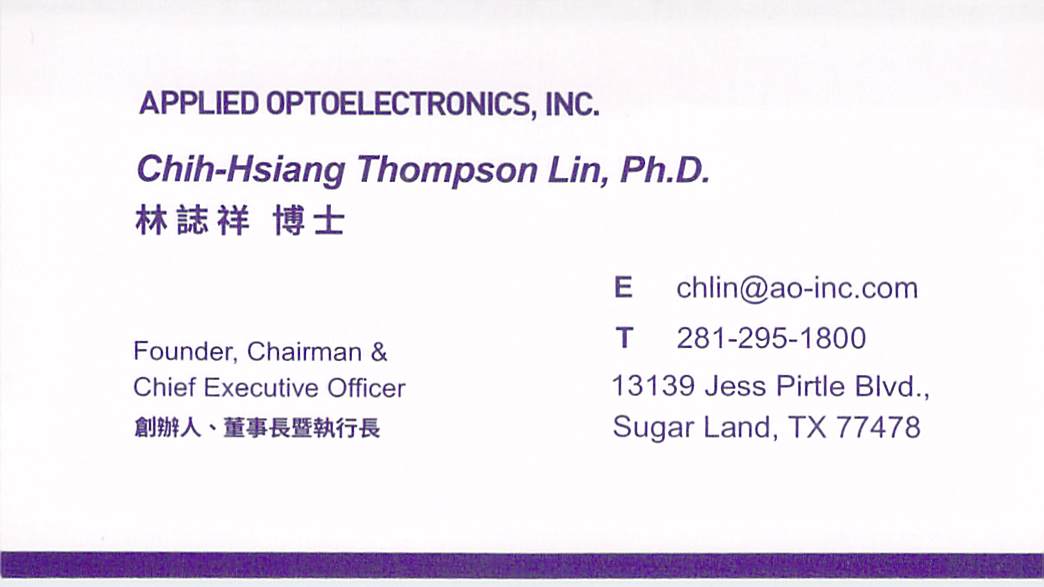 APPLIED OPTOELECTRONICS, INC.
Chih-Hsiang Thompson Lin, Ph.D.
林誌祥 博士
E chlin@ao-inc.com
T 281-295-1800
13139 Jess Pirtle Blvd.,
Sugar Land, TX 77478
Founder, Chairman &
Chief Executive Officer
創辦人、董事長暨執行長